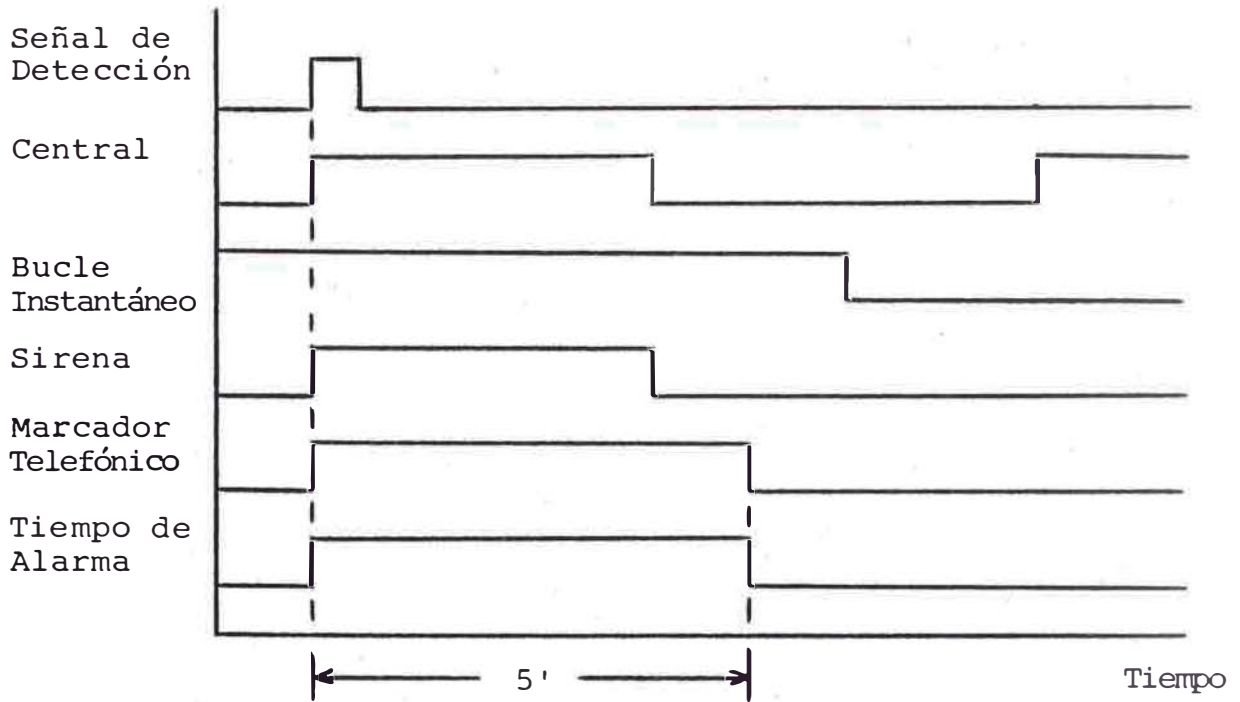 Señal de
Detección
Central
Bucle
Instantáneo
Sirena
Marcador
Telefónico
Tiempo de
Alarma
5'
Tiempo